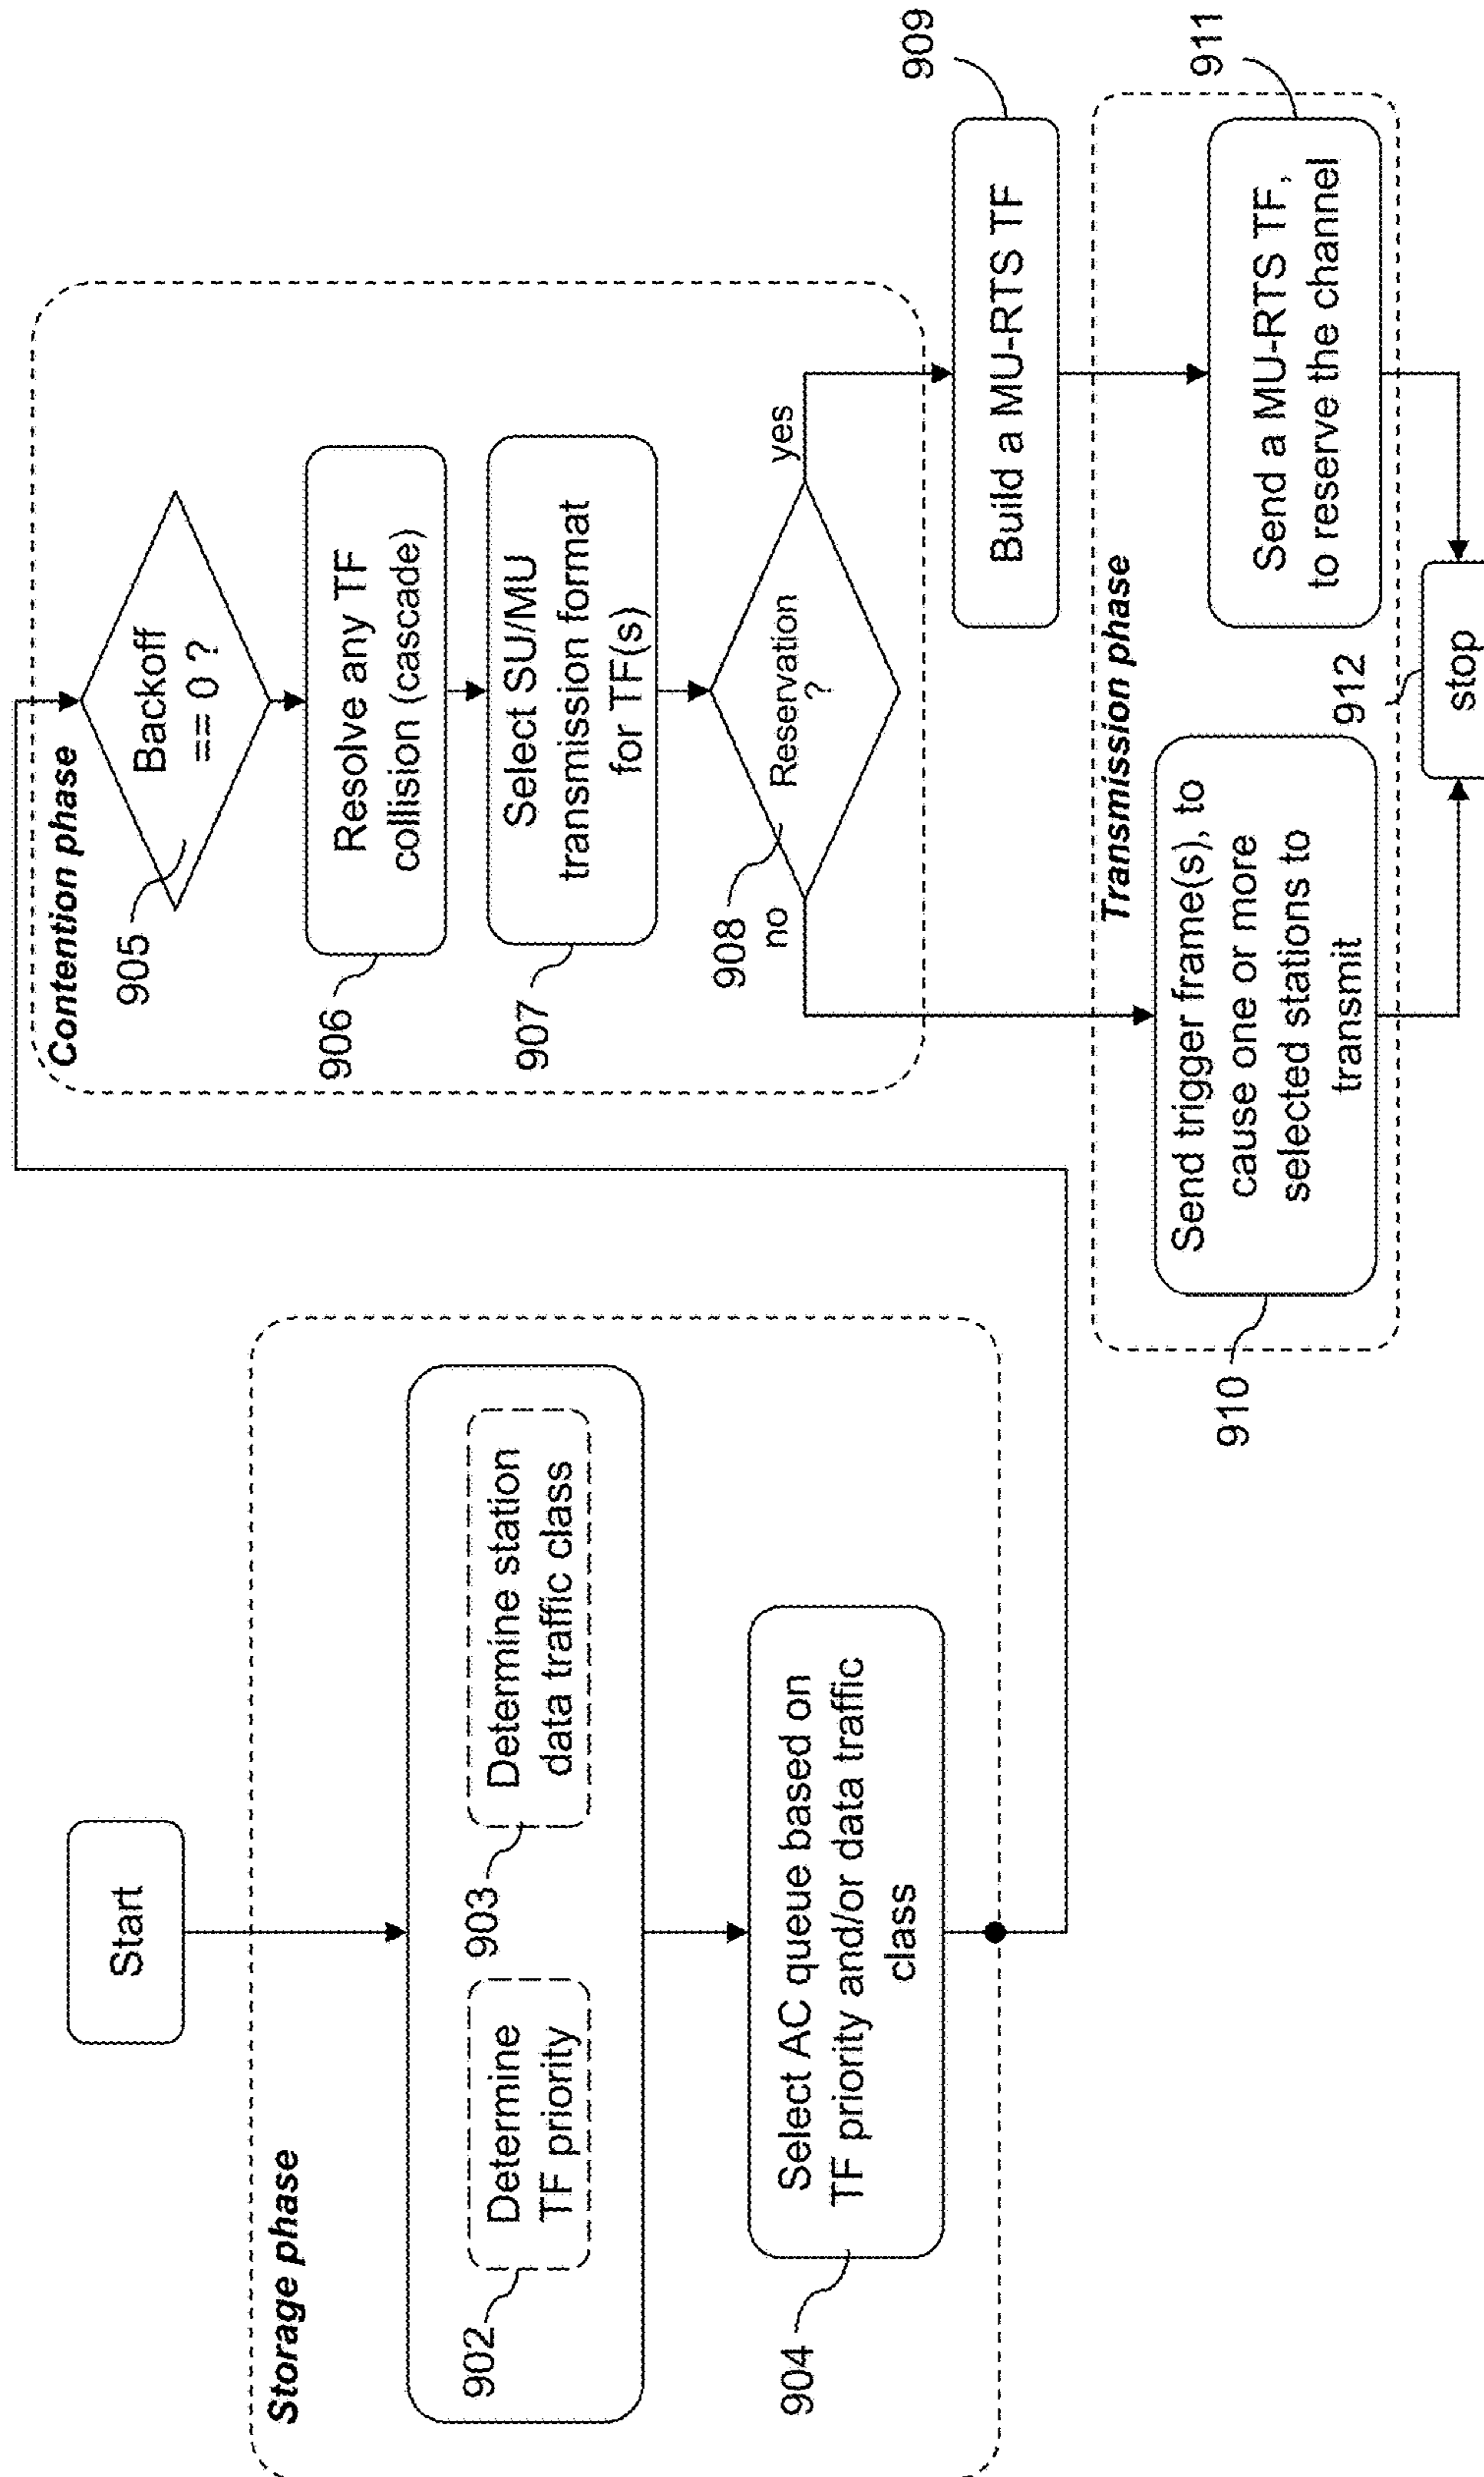 Start
Storage phase
902
Determine
TF priority
903
Determine station
data traffic class
904
Select AC queue based on
TF priority and/or data traffic
class
Contention phase
905
Backoff
== 0 ?
906
Resolve any TF
collision (cascade)
907
Select SU/MU
transmission format
for TF(s)
908
Reservation
?
no
yes
909
Build a MU-RTS TF
Transmission phase
910
Send trigger frame(s), to
cause one or more
selected stations to
transmit
911
Send a MU-RTS TF,
to reserve the channel
912
stop